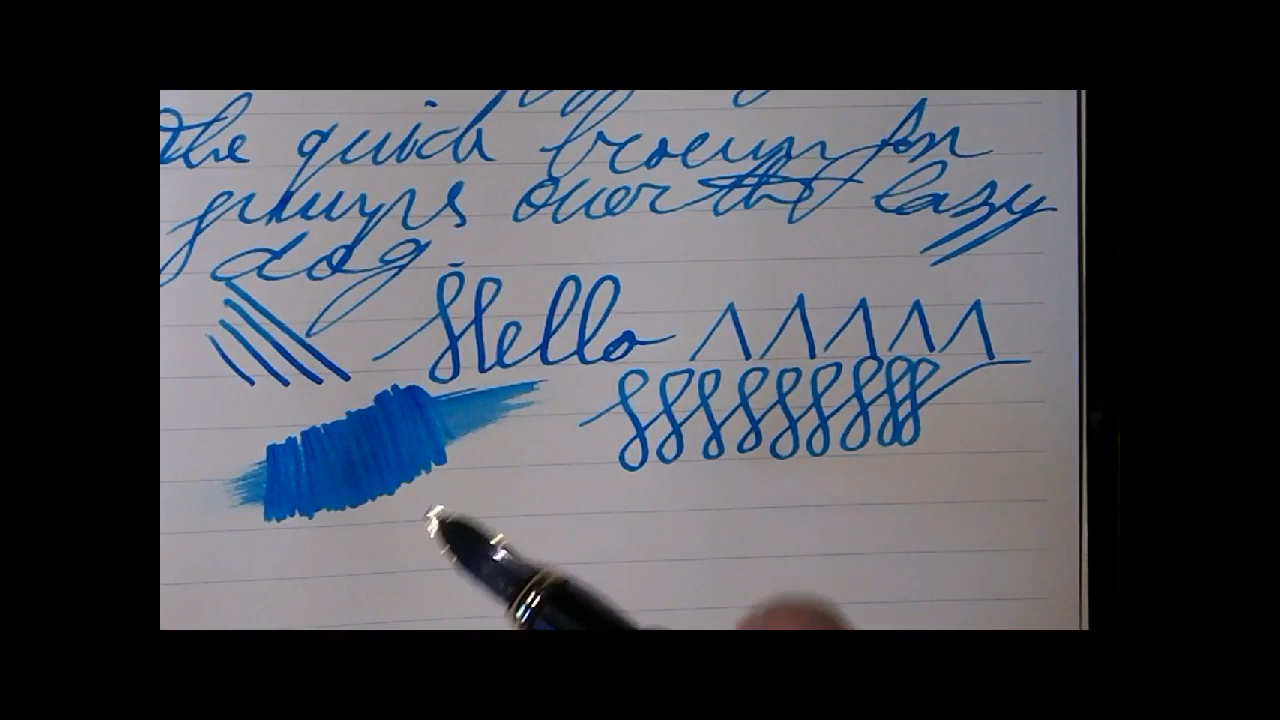 the quick brown fox
jumps over the lazy
dog.
Hello